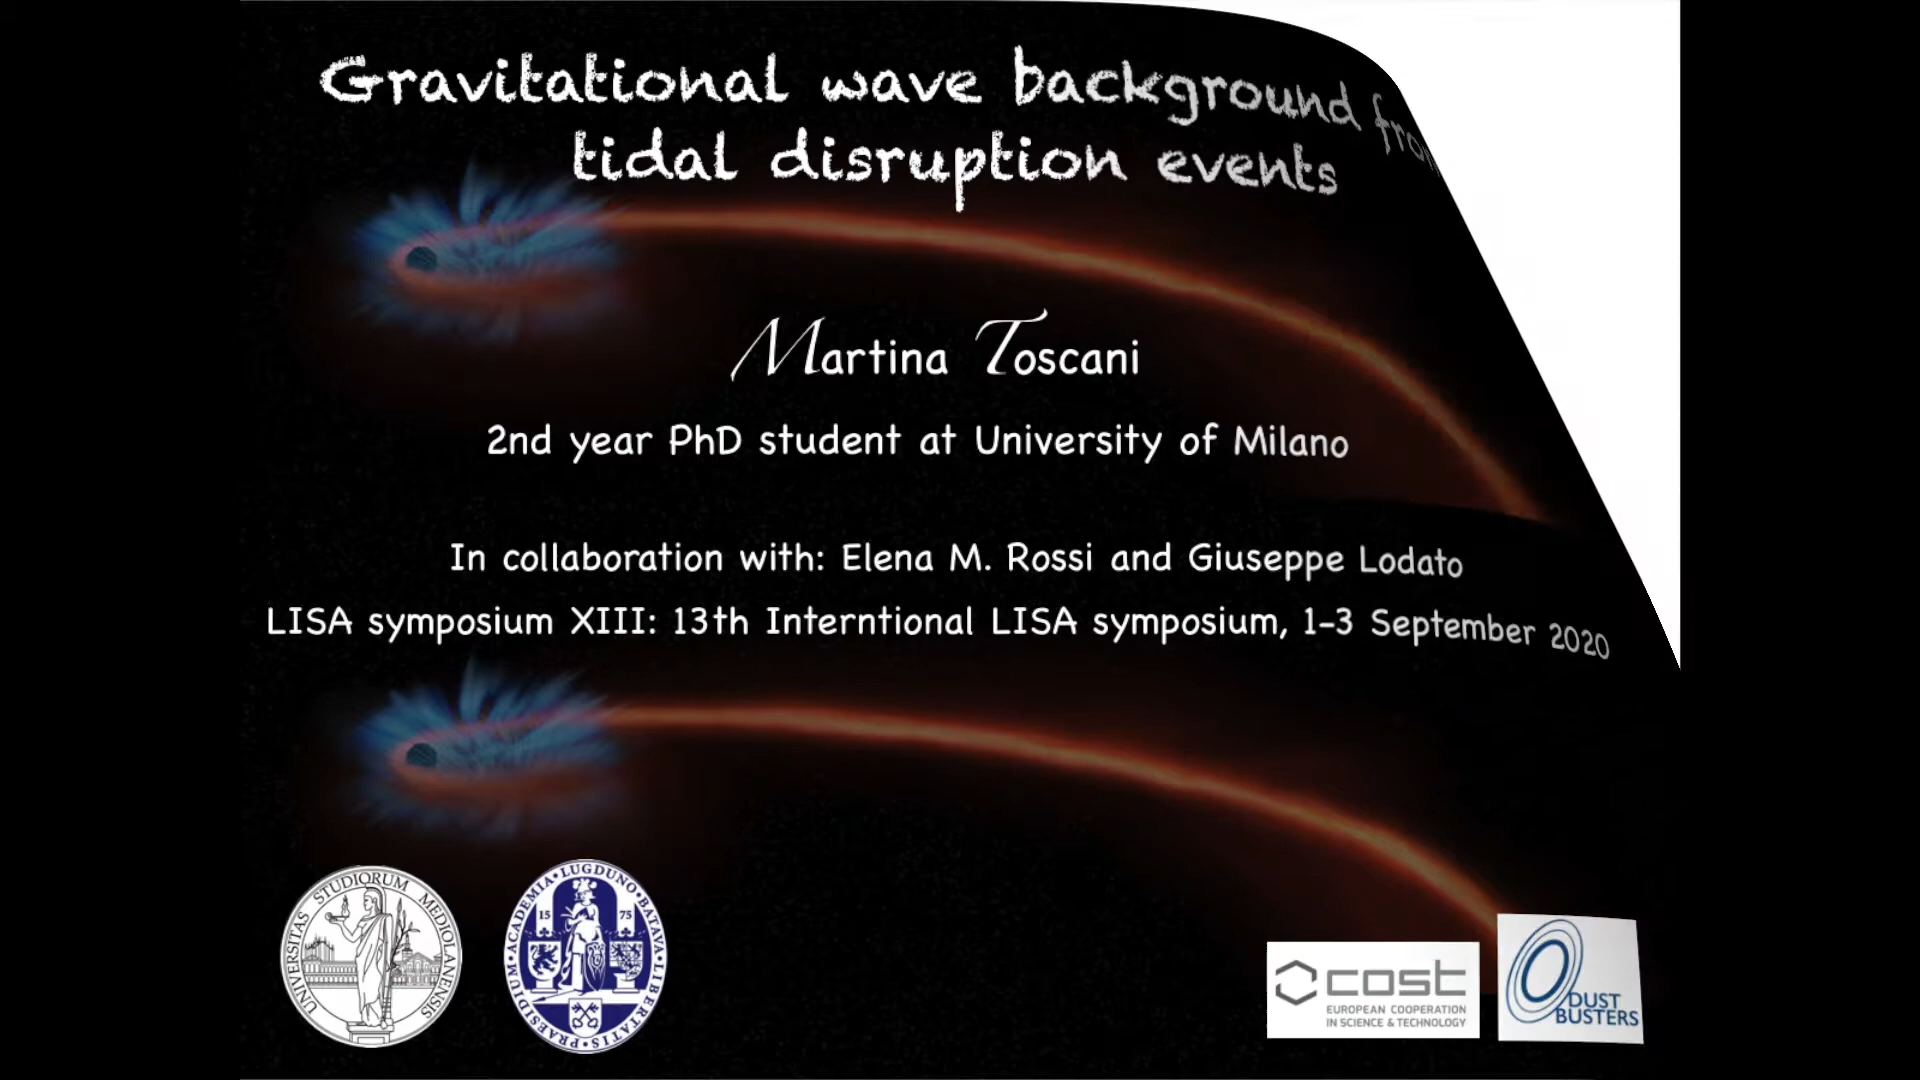 Gravitational wave background from
tidal disruption events
Martina Toscani
2nd year PhD student at University of Milano
In collaboration with: Elena M. Rossi and Giuseppe Lodato
LISA symposium XIII: 13th Interntional LISA symposium, 1-3 September 2020
UNIVERSITAS STUDIORUM MEDIOLANENSIS
ACADEMIA • LUGDUNO • BATAVA • LIBERTATIS • PRAESIDIUM •
15 75
cost
EUROPEAN COOPERATION
IN SCIENCE & TECHNOLOGY
DUST
BUSTERS